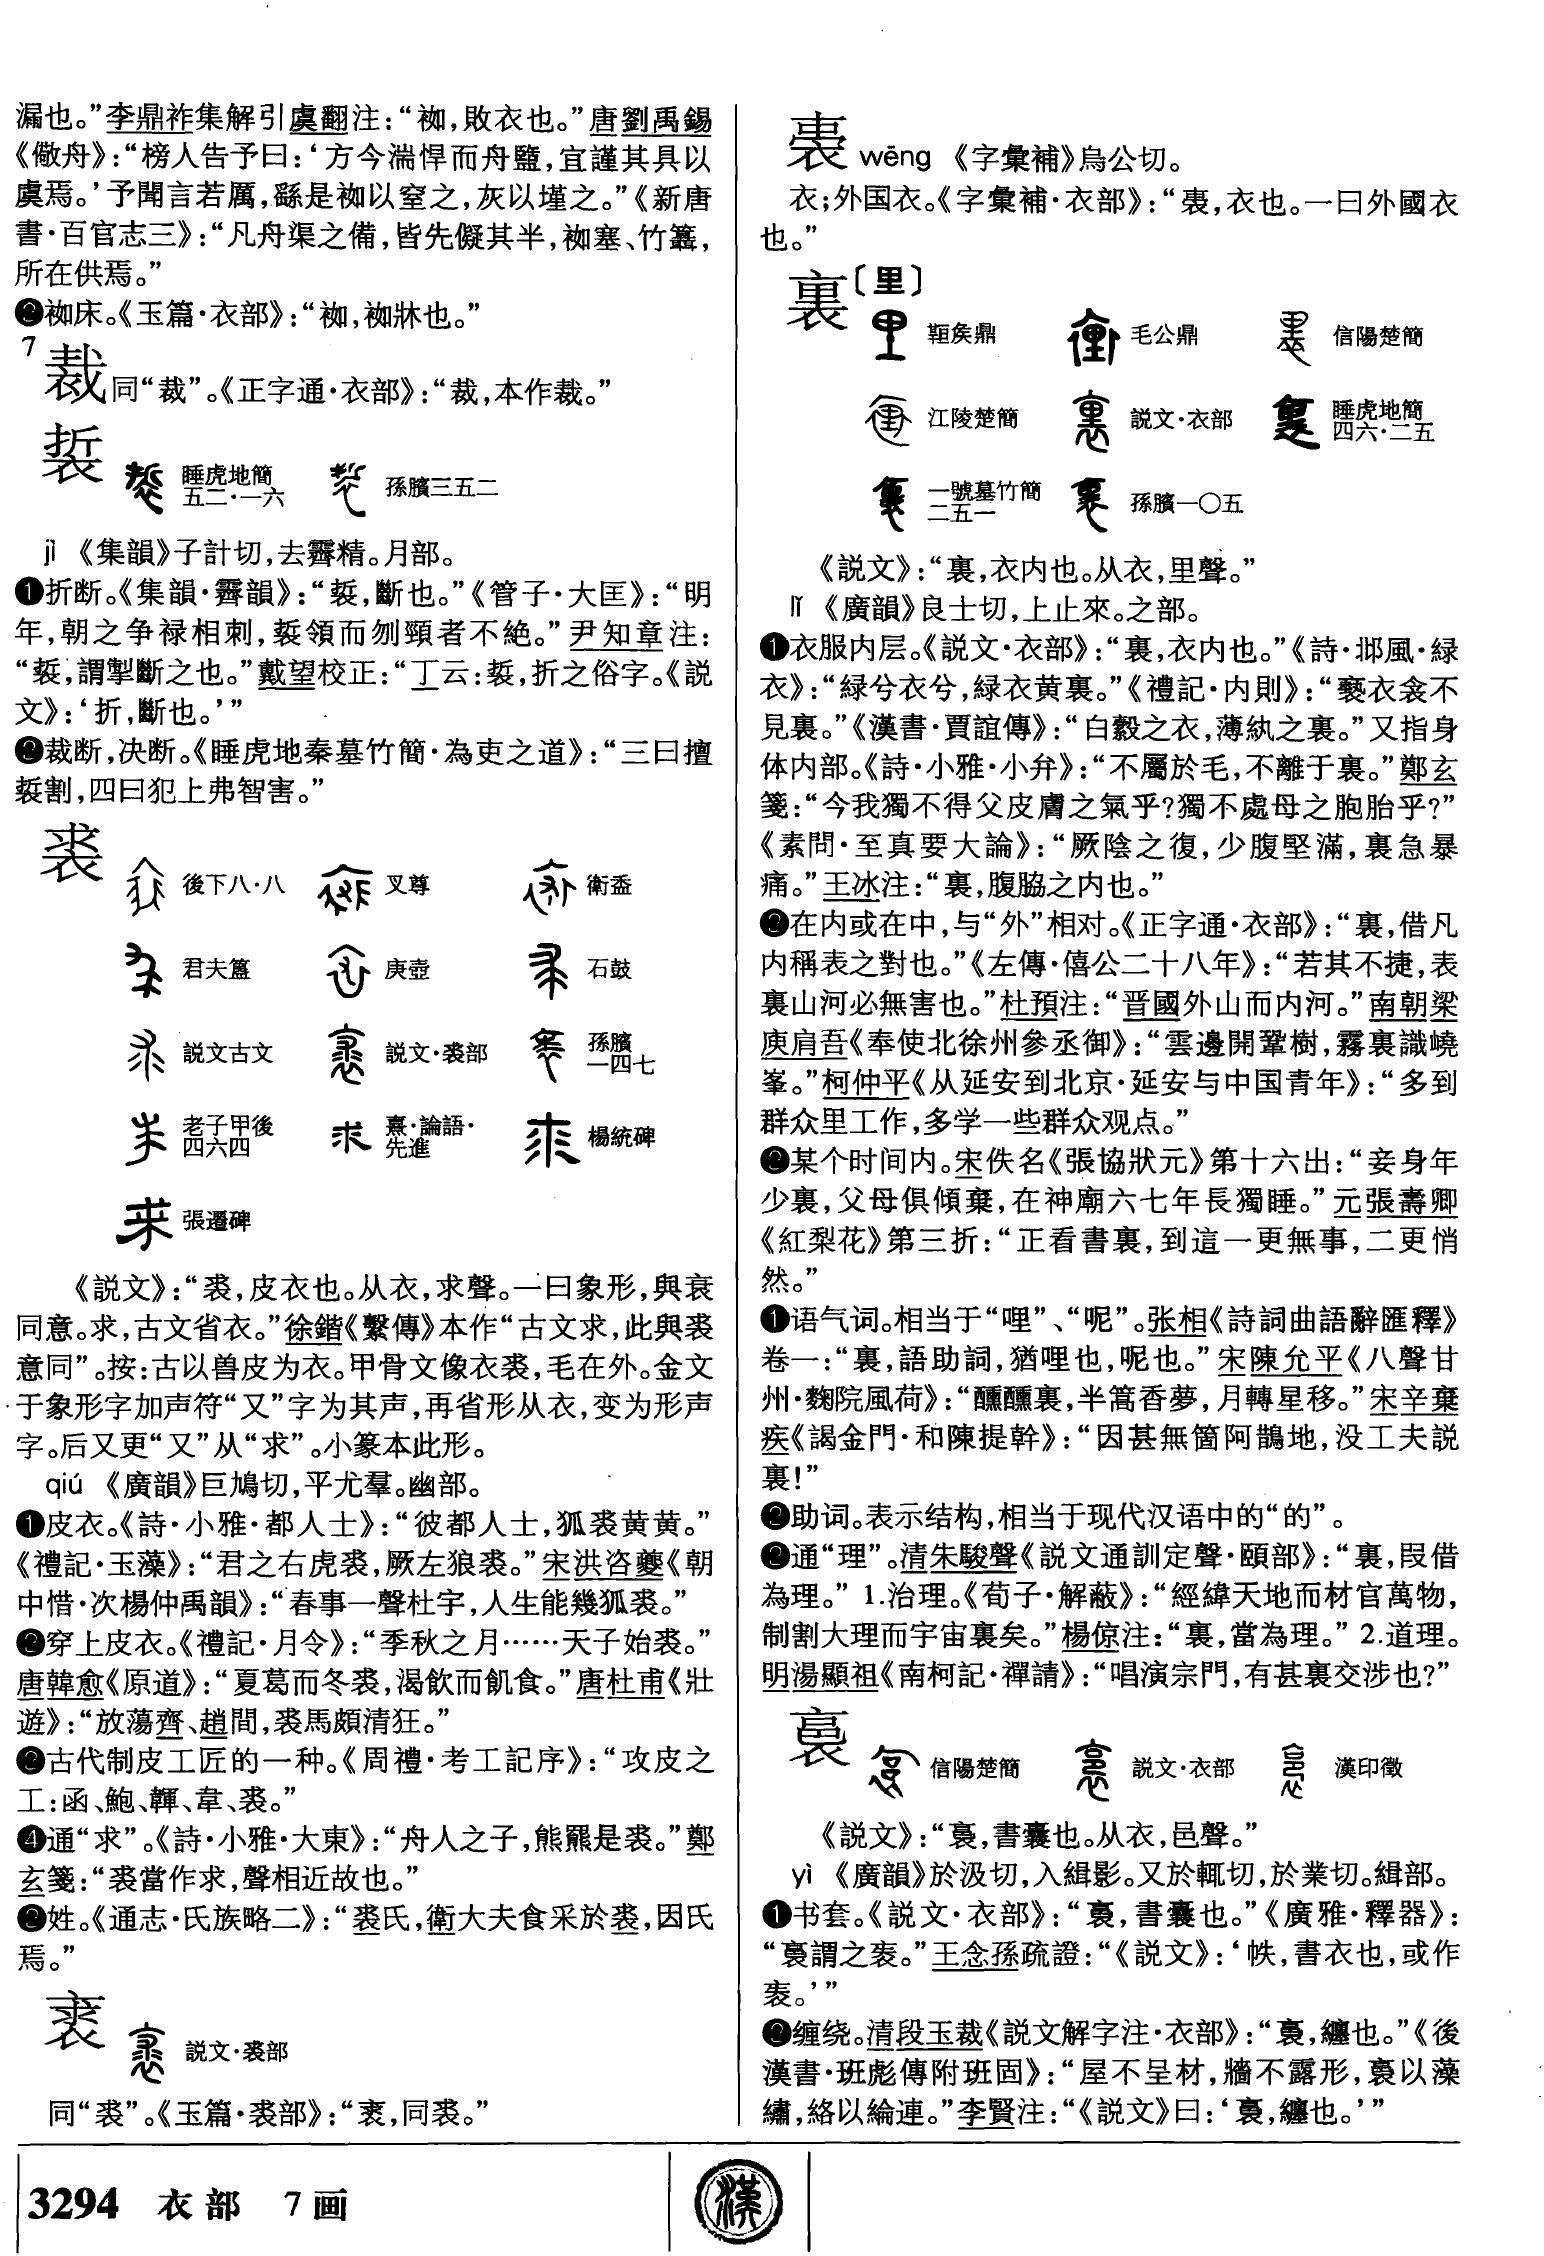 漏也。”李鼎祚集解引虞翻注：“袽，敗衣也。”唐劉禹錫
《儆舟》：“榜人告予曰：‘方今湍悍而舟鹽，宜謹其具以
虞焉。’予聞言若厲，繇是袽以窒之，灰以墐之。”《新唐
書·百官志三》：“凡舟渠之備，皆先儗其半，袽塞、竹䉬，
所在供焉。”
❷袽床。《玉篇·衣部》：“袽，袽牀也。”
7
同“裁”。《正字通·衣部》：“裁，本作裁。”
裚
睡虎地簡
五二·一六
孫臏三五二
jì 《集韻》子計切，去霽精。月部。
❶折断。《集韻·霽韻》：“裚，斷也。”《管子·大匡》：“明
年，朝之争禄相刺，裚領而刎頸者不絶。”尹知章注：
“裚，謂掣斷之也。”戴望校正：“丁云：裚，折之俗字。《説
文》：‘折，斷也。’”
❷裁断，决断。《睡虎地秦墓竹簡·為吏之道》：“三曰擅
裚割，四曰犯上弗智害。”
裘
後下八·八
叉尊
衛盉
君夫簋
庚壺
石鼓
説文古文
説文·裘部
孫臏
一四七
老子甲後
四六四
熹·論語·
先進
楊統碑
張遷碑
《説文》：“裘，皮衣也。从衣，求聲。一曰象形，與衰
同意。求，古文省衣。”徐鍇《繫傳》本作“古文求，此與裘
意同”。按：古以兽皮为衣。甲骨文像衣裘，毛在外。金文
于象形字加声符“又”字为其声，再省形从衣，变为形声
字。后又更“又”从“求”。小篆本此形。
qiú 《廣韻》巨鳩切，平尤羣。幽部。
❶皮衣。《詩·小雅·都人士》：“彼都人士，狐裘黄黄。”
《禮記·玉藻》：“君之右虎裘，厥左狼裘。”宋洪咨夔《朝
中惜·次楊仲禹韻》：“春事一聲杜宇，人生能幾狐裘。”
❷穿上皮衣。《禮記·月令》：“季秋之月……天子始裘。”
唐韓愈《原道》：“夏葛而冬裘，渴飲而飢食。”唐杜甫《壯
遊》：“放蕩齊、趙間，裘馬頗清狂。”
❷古代制皮工匠的一种。《周禮·考工記序》：“攻皮之
工：函、鮑、韗、韋、裘。”
❹通“求”。《詩·小雅·大東》：“舟人之子，熊羆是裘。”鄭
玄箋：“裘當作求，聲相近故也。”
❷姓。《通志·氏族略二》：“裘氏，衛大夫食采於裘，因氏
焉。”
説文·裘部
同“裘”。《玉篇·裘部》：“，同裘。”
wēng 《字彙補》烏公切。
衣；外国衣。《字彙補·衣部》：“，衣也。一曰外國衣
也。”
裏〔里〕
𩊠矦鼎
毛公鼎
信陽楚簡
江陵楚簡
説文·衣部
睡虎地簡
四六·二五
一號墓竹簡
二五一
孫臏一〇五
《説文》：“裏，衣内也。从衣，里聲。”
lǐ 《廣韻》良士切，上止來。之部。
❶衣服内层。《説文·衣部》：“裏，衣内也。”《詩·邶風·緑
衣》：“緑兮衣兮，緑衣黄裏。”《禮記·内則》：“褻衣衾不
見裏。”《漢書·賈誼傳》：“白縠之衣，薄紈之裏。”又指身
体内部。《詩·小雅·小弁》：“不屬於毛，不離于裏。”鄭玄
箋：“今我獨不得父皮膚之氣乎？獨不處母之胞胎乎？”
《素問·至真要大論》：“厥陰之復，少腹堅滿，裏急暴
痛。”王冰注：“裏，腹脇之内也。”
❷在内或在中，与“外”相对。《正字通·衣部》：“裏，借凡
内稱表之對也。”《左傳·僖公二十八年》：“若其不捷，表
裏山河必無害也。”杜預注：“晋國外山而内河。”南朝梁
庾肩吾《奉使北徐州參丞御》：“雲邊開鞏樹，霧裏識嶢
峯。”柯仲平《从延安到北京·延安与中国青年》：“多到
群众里工作，多学一些群众观点。”
❷某个时间内。宋佚名《張協狀元》第十六出：“妾身年
少裏，父母俱傾棄，在神廟六七年長獨睡。”元張壽卿
《紅梨花》第三折：“正看書裏，到這一更無事，二更悄
然。”
❶语气词。相当于“哩”、“呢”。张相《詩詞曲語辭匯釋》
卷一：“裏，語助詞，猶哩也，呢也。”宋陳允平《八聲甘
州·麴院風荷》：“醺醺裏，半篙香夢，月轉星移。”宋辛棄
疾《謁金門·和陳提幹》：“因甚無箇阿鵲地，没工夫説
裏！”
❷助词。表示结构，相当于现代汉语中的“的”。
❷通“理”。清朱駿聲《説文通訓定聲·頤部》：“裏，叚借
為理。” 1.治理。《荀子·解蔽》：“經緯天地而材官萬物，
制割大理而宇宙裏矣。”楊倞注：“裏，當為理。” 2.道理。
明湯顯祖《南柯記·禪請》：“唱演宗門，有甚裏交涉也？”
裛
信陽楚簡
説文·衣部
漢印徵
《説文》：“裛，書囊也。从衣，邑聲。”
yì 《廣韻》於汲切，入緝影。又於輒切，於業切。緝部。
❶书套。《説文·衣部》：“裛，書囊也。”《廣雅·釋器》：
“裛謂之袠。”王念孫疏證：“《説文》：‘帙，書衣也，或作
袠。’”
❷缠绕。清段玉裁《説文解字注·衣部》：“裛，纏也。”《後
漢書·班彪傳附班固》：“屋不呈材，牆不露形，裛以藻
繡，絡以綸連。”李賢注：“《説文》曰：‘裛，纏也。’”
3294 衣部 7画
漢